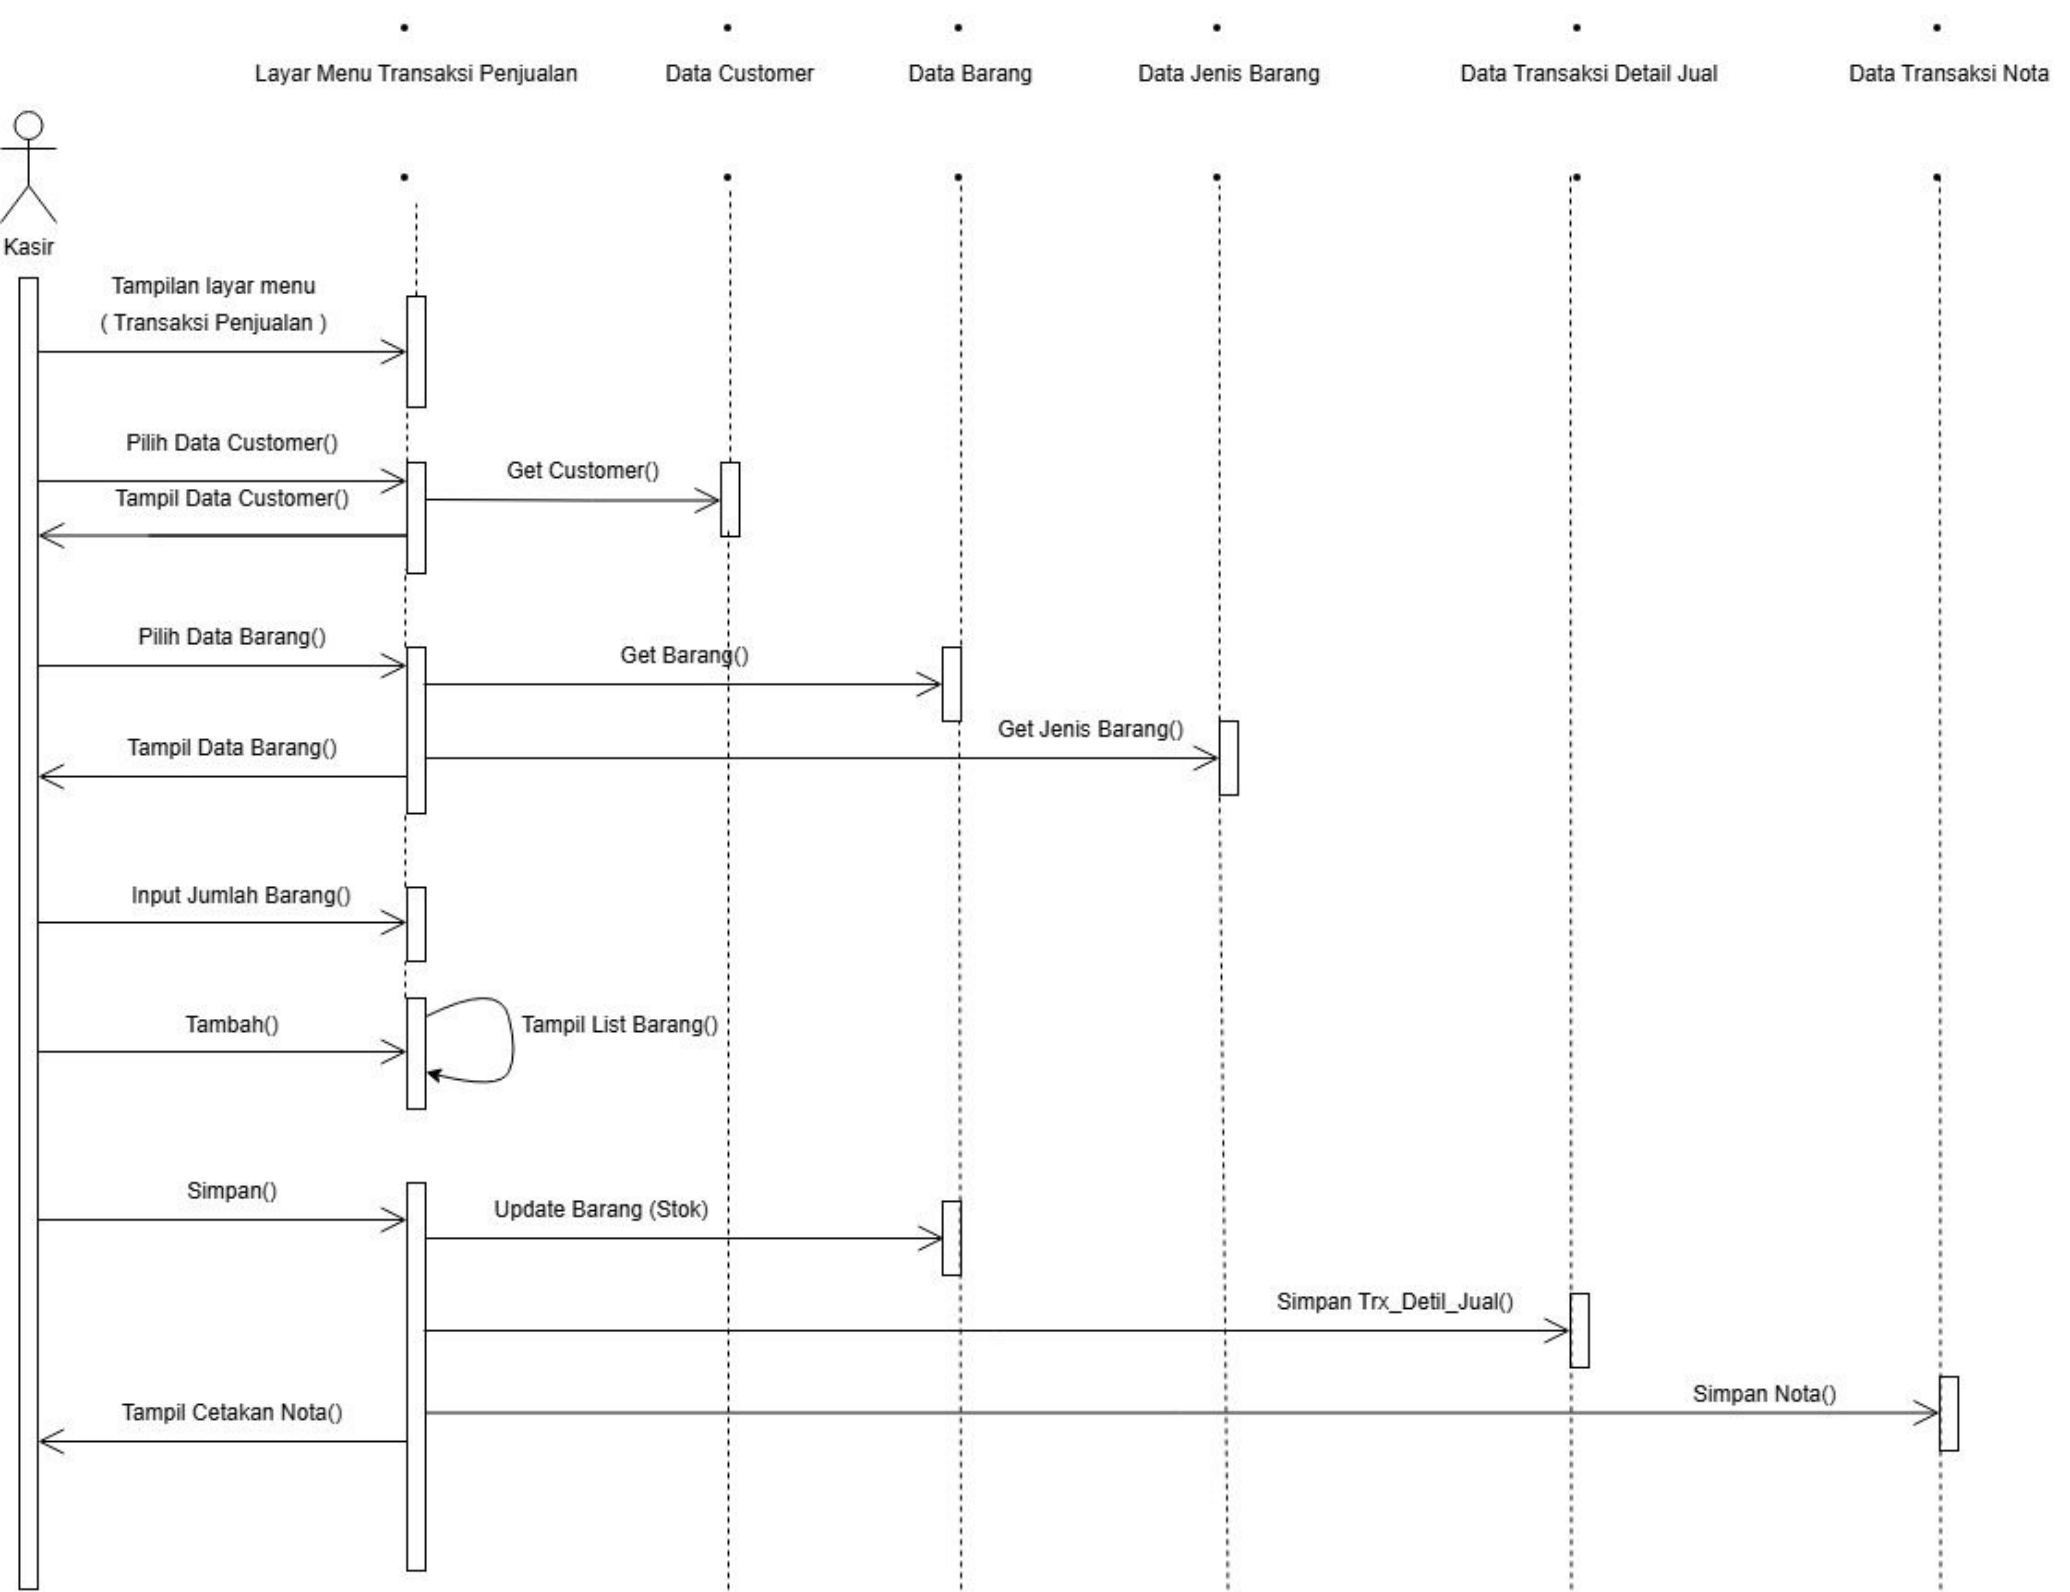 Layar Menu Transaksi Penjualan
Data Customer
Data Barang
Data Jenis Barang
Data Transaksi Detail Jual
Data Transaksi Nota
Kasir
Tampilan layar menu
( Transaksi Penjualan )
Pilih Data Customer()
Get Customer()
Tampil Data Customer()
Pilih Data Barang()
Get Barang()
Get Jenis Barang()
Tampil Data Barang()
Input Jumlah Barang()
Tambah()
Tampil List Barang()
Simpan()
Update Barang (Stok)
Simpan Trx_Detil_Jual()
Simpan Nota()
Tampil Cetakan Nota()